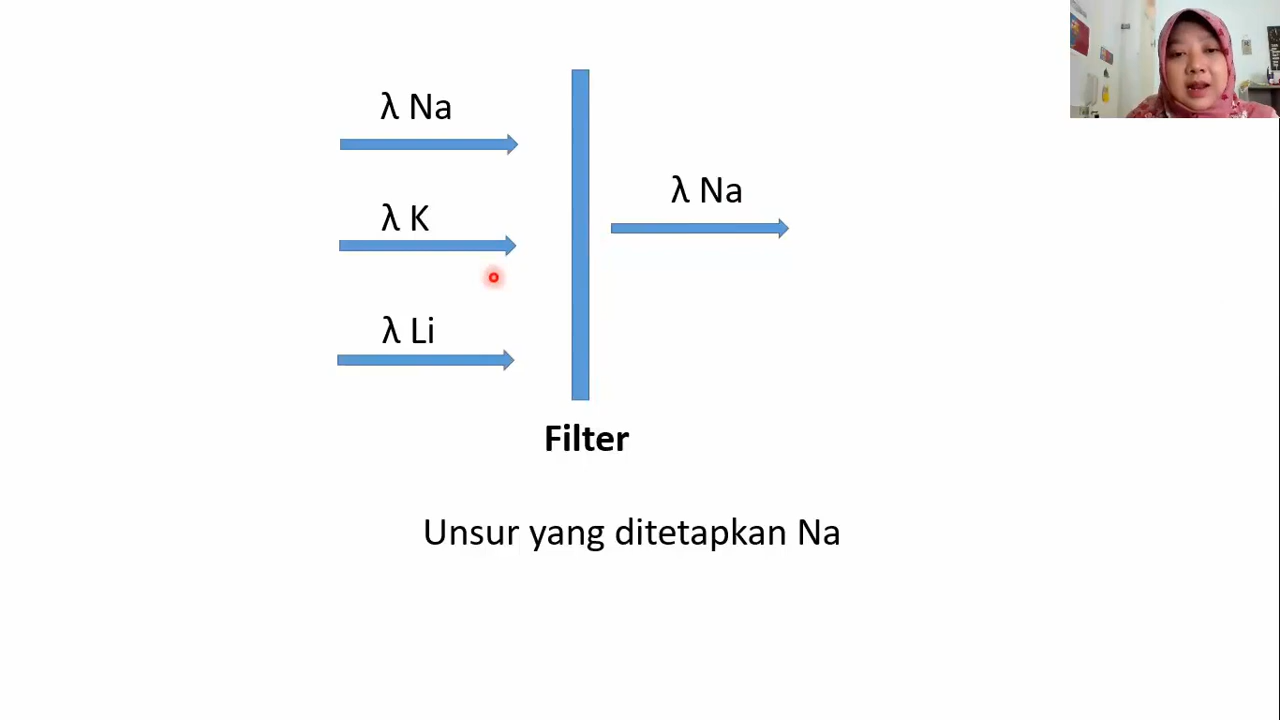 λ Na
λ K
λ Li
λ Na
Filter
Unsur yang ditetapkan Na